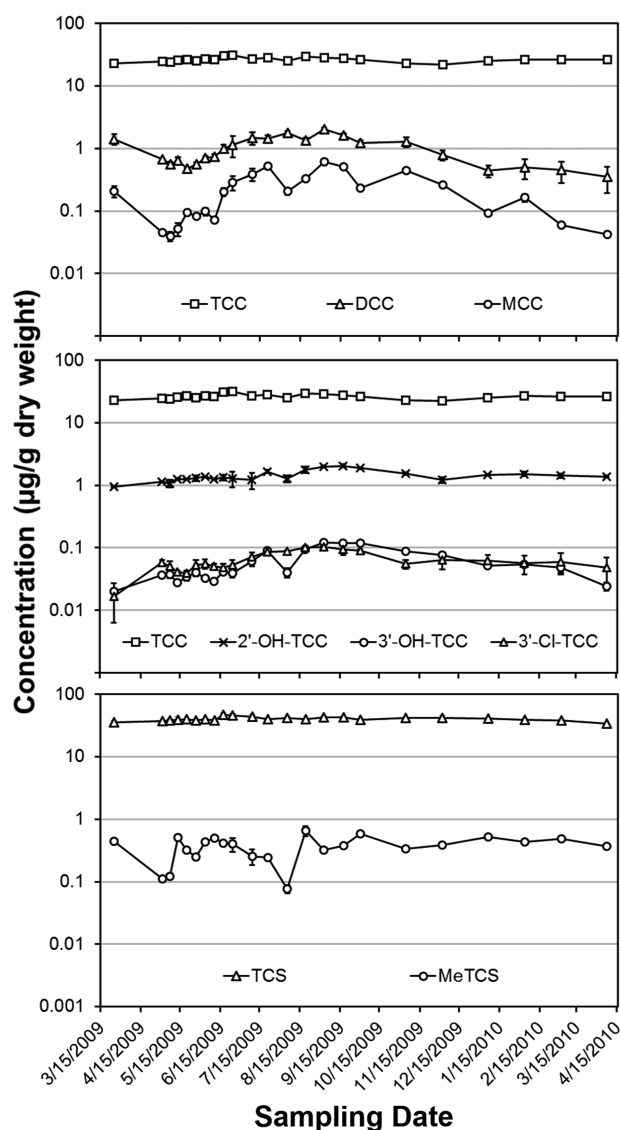 100
10
1
0.1
0.01
TCC DCC MCC
100
10
1
0.1
0.01
TCC 2'-OH-TCC 3'-OH-TCC 3'-Cl-TCC
100
10
1
0.1
0.01
0.001
TCS MeTCS
Concentration (µg/g dry weight)
3/15/2009 4/15/2009 5/15/2009 6/15/2009 7/15/2009 8/15/2009 9/15/2009 10/15/2009 11/15/2009 12/15/2009 1/15/2010 2/15/2010 3/15/2010 4/15/2010
Sampling Date